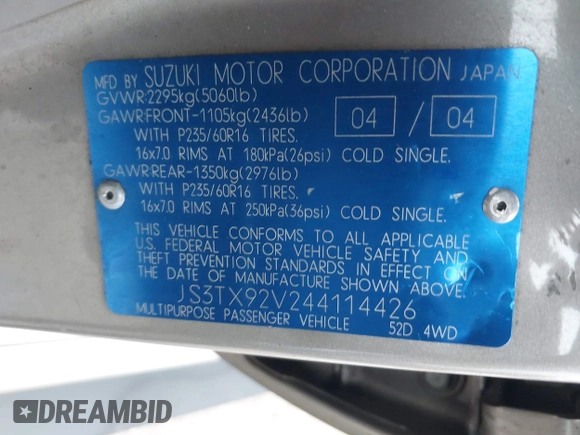 MFD BY SUZUKI MOTOR CORPORATION JAPAN
GVWR:2295kg(5060lb)
GAWR:FRONT-1105kg(2436lb) 04 / 04
WITH P235/60R16 TIRES.
16x7.0 RIMS AT 180kPa(26psi) COLD SINGLE.
GAWR:REAR-1350kg(2976lb)
WITH P235/60R16 TIRES.
16x7.0 RIMS AT 250kPa(36psi) COLD SINGLE.
THIS VEHICLE CONFORMS TO ALL APPLICABLE
U.S. FEDERAL MOTOR VEHICLE SAFETY AND
THEFT PREVENTION STANDARDS IN EFFECT ON
THE DATE OF MANUFACTURE SHOWN ABOVE.
JS3TX92V244114426
MULTIPURPOSE PASSENGER VEHICLE 52D 4WD
DREAMBID